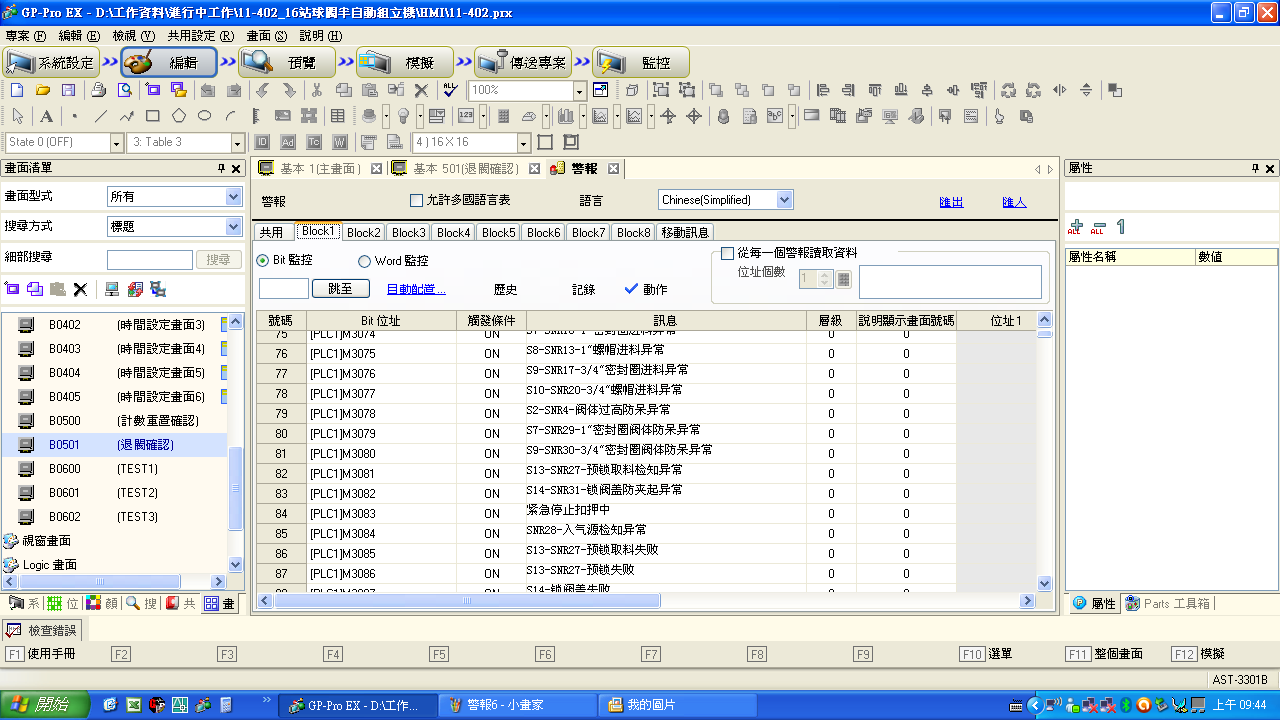 GP-Pro EX - D:\工作資料\進行中工作\11-402_16站球閥半自動組立機\HMI\11-402.prx
專案 (F) 編輯 (E) 檢視 (Y) 共用設定 (R) 畫面 (S) 說明 (H)
系統設定 編輯 預覽 模擬 傳送專案 監控
100%
State 0 (OFF) 3: Table 3 ID Ad Tc W 4 ) 16 X 16
畫面清單
基本 1(主畫面) 基本 501(退閥確認) 警報
屬性
畫面型式 所有
警報 允許多國語言表 語言 Chinese(Simplified) 匯出 匯入
搜尋方式 標題
共用 Block1 Block2 Block3 Block4 Block5 Block6 Block7 Block8 移動訊息
細部搜尋 搜尋
Bit 監控 Word 監控
從每一個警報讀取資料
位址個數 1
跳至 自動配置... 歷史 記錄 動作
屬性名稱 數值
號碼 Bit 位址 觸發條件 訊息 層級 說明顯示畫面號碼 位址1
75 [PLC1]M3074 ON 0 0
76 [PLC1]M3075 ON S8-SNR13-1"螺帽进料异常 0 0
77 [PLC1]M3076 ON S9-SNR17-3/4"密封圈进料异常 0 0
78 [PLC1]M3077 ON S10-SNR20-3/4"螺帽进料异常 0 0
79 [PLC1]M3078 ON S2-SNR4-阀体过高防呆异常 0 0
80 [PLC1]M3079 ON S7-SNR29-1"密封圈阀体防呆异常 0 0
81 [PLC1]M3080 ON S9-SNR30-3/4"密封圈阀体防呆异常 0 0
82 [PLC1]M3081 ON S13-SNR27-预锁取料检知异常 0 0
83 [PLC1]M3082 ON S14-SNR31-锁阀盖防夹起异常 0 0
84 [PLC1]M3083 ON 紧急停止扣押中 0 0
85 [PLC1]M3084 ON SNR28-入气源检知异常 0 0
86 [PLC1]M3085 ON S13-SNR27-预锁取料失败 0 0
87 [PLC1]M3086 ON S13-SNR27-预锁失败 0 0
S14-锁阀盖失败
B0402 (時間設定畫面3)
B0403 (時間設定畫面4)
B0404 (時間設定畫面5)
B0405 (時間設定畫面6)
B0500 (計數重置確認)
B0501 (退閥確認)
B0600 (TEST1)
B0601 (TEST2)
B0602 (TEST3)
視窗畫面
Logic 畫面
系 位 顏 搜 共 畫
屬性 Parts 工具箱
檢查錯誤
F1 使用手冊 F2 F3 F4 F5 F6 F7 F8 F9 F10 選單 F11 整個畫面 F12 模擬
AST-3301B
開始 GP-Pro EX - D:\工作... 警報6 - 小畫家 我的圖片 上午 09:44